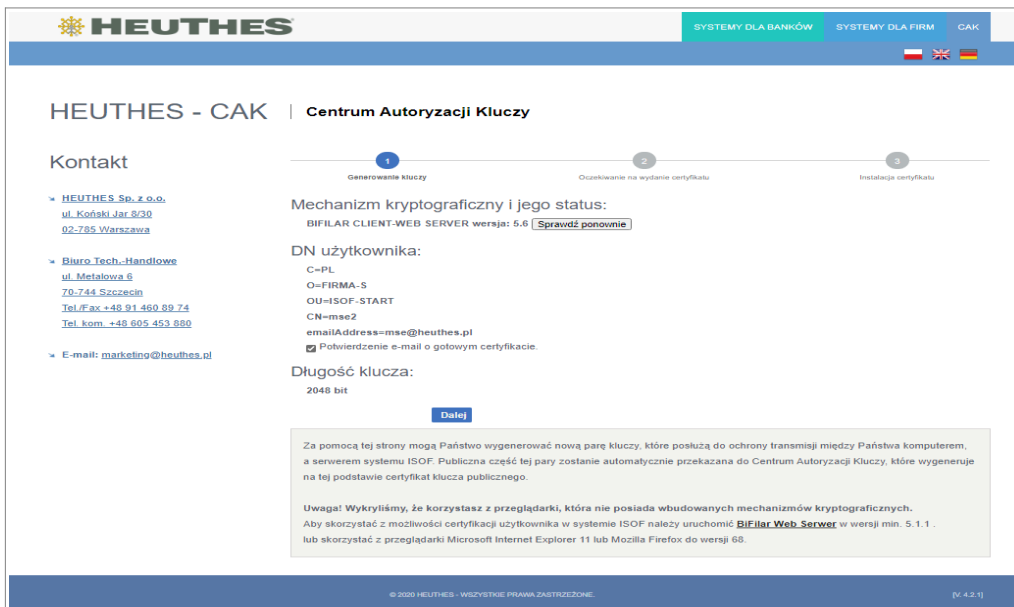 HEUTHES
SYSTEMY DLA BANKÓW
SYSTEMY DLA FIRM
CAK
HEUTHES - CAK
Centrum Autoryzacji Kluczy
Kontakt
HEUTHES Sp. z o.o.
ul. Koński Jar 8/30
02-785 Warszawa
Biuro Tech.-Handlowe
ul. Metalowa 6
70-744 Szczecin
Tel./Fax +48 91 460 89 74
Tel. kom. +48 605 453 880
E-mail: marketing@heuthes.pl
1
Generowanie kluczy
2
Oczekiwanie na wydanie certyfikatu
3
Instalacja certyfikatu
Mechanizm kryptograficzny i jego status:
BIFILAR CLIENT-WEB SERVER wersja: 5.6 Sprawdź ponownie
DN użytkownika:
C=PL
O=FIRMA-S
OU=ISOF-START
CN=mse2
emailAddress=mse@heuthes.pl
Potwierdzenie e-mail o gotowym certyfikacie.
Długość klucza:
2048 bit
Dalej
Za pomocą tej strony mogą Państwo wygenerować nową parę kluczy, które posłużą do ochrony transmisji między Państwa komputerem,
a serwerem systemu ISOF. Publiczna część tej pary zostanie automatycznie przekazana do Centrum Autoryzacji Kluczy, które wygeneruje
na tej podstawie certyfikat klucza publicznego.
Uwaga! Wykryliśmy, że korzystasz z przeglądarki, która nie posiada wbudowanych mechanizmów kryptograficznych.
Aby skorzystać z możliwości certyfikacji użytkownika w systemie ISOF należy uruchomić BiFilar Web Serwer w wersji min. 5.1.1 .
lub skorzystać z przeglądarki Microsoft Internet Explorer 11 lub Mozilla Firefox do wersji 68.
© 2020 HEUTHES - WSZYSTKIE PRAWA ZASTRZEŻONE.
[V. 4.2.1]